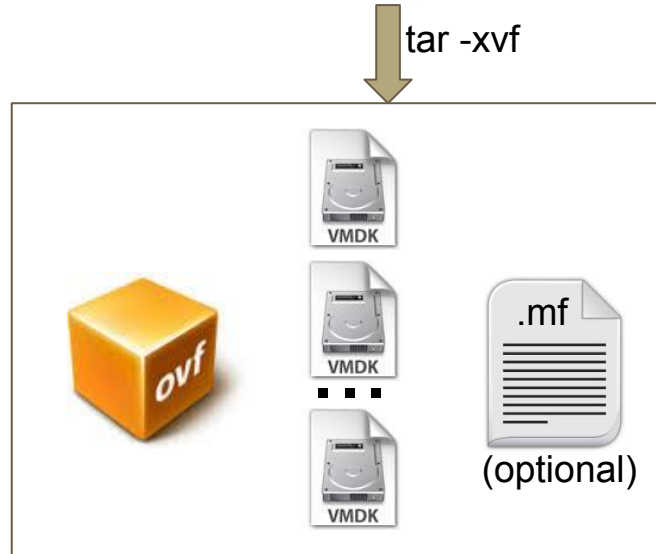 tar -xvf
VMDK
ovf
VMDK
.mf
...
VMDK
(optional)